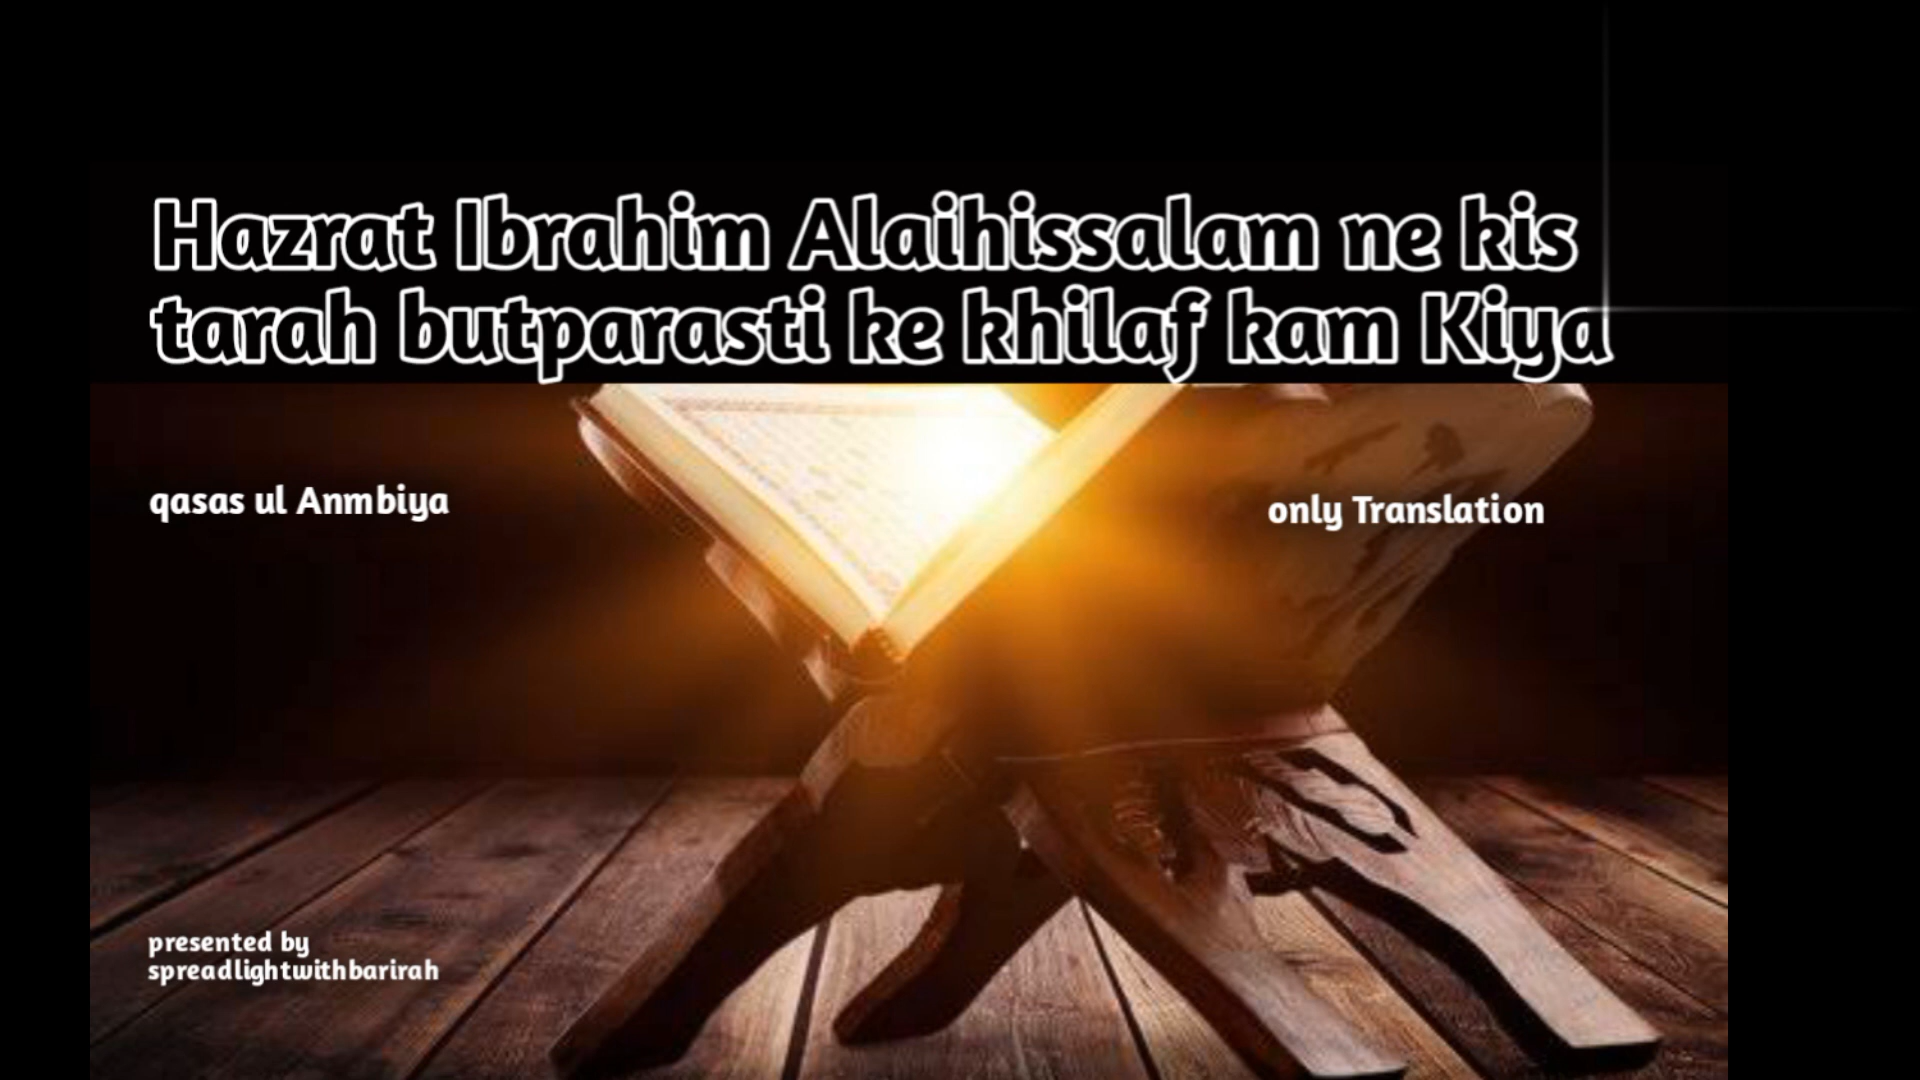 Hazrat Ibrahim Alaihissalam ne kis
tarah butparasti ke khilaf kam Kiya
qasas ul Anmbiya
only Translation
presented by
spreadlightwithbarirah